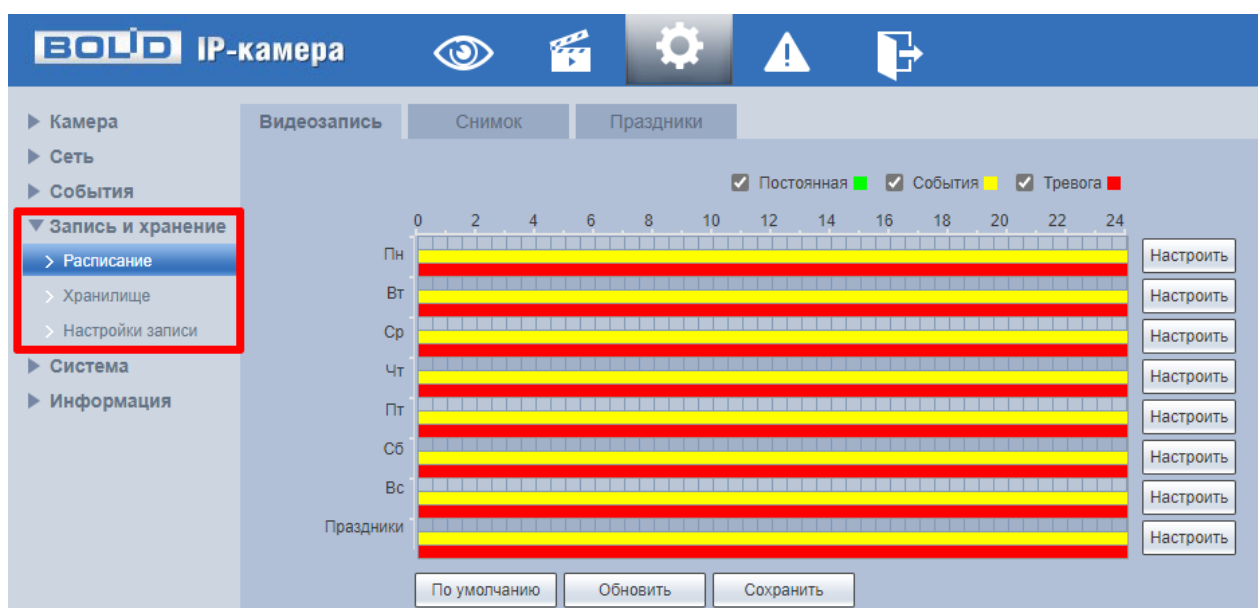 BOLID IP-камера
Камера
Сеть
События
Запись и хранение
Расписание
Хранилище
Настройки записи
Система
Информация
Видеозапись Снимок Праздники
Постоянная События Тревога
0 2 4 6 8 10 12 14 16 18 20 22 24
Пн Настроить
Вт Настроить
Ср Настроить
Чт Настроить
Пт Настроить
Сб Настроить
Вс Настроить
Праздники Настроить
По умолчанию Обновить Сохранить